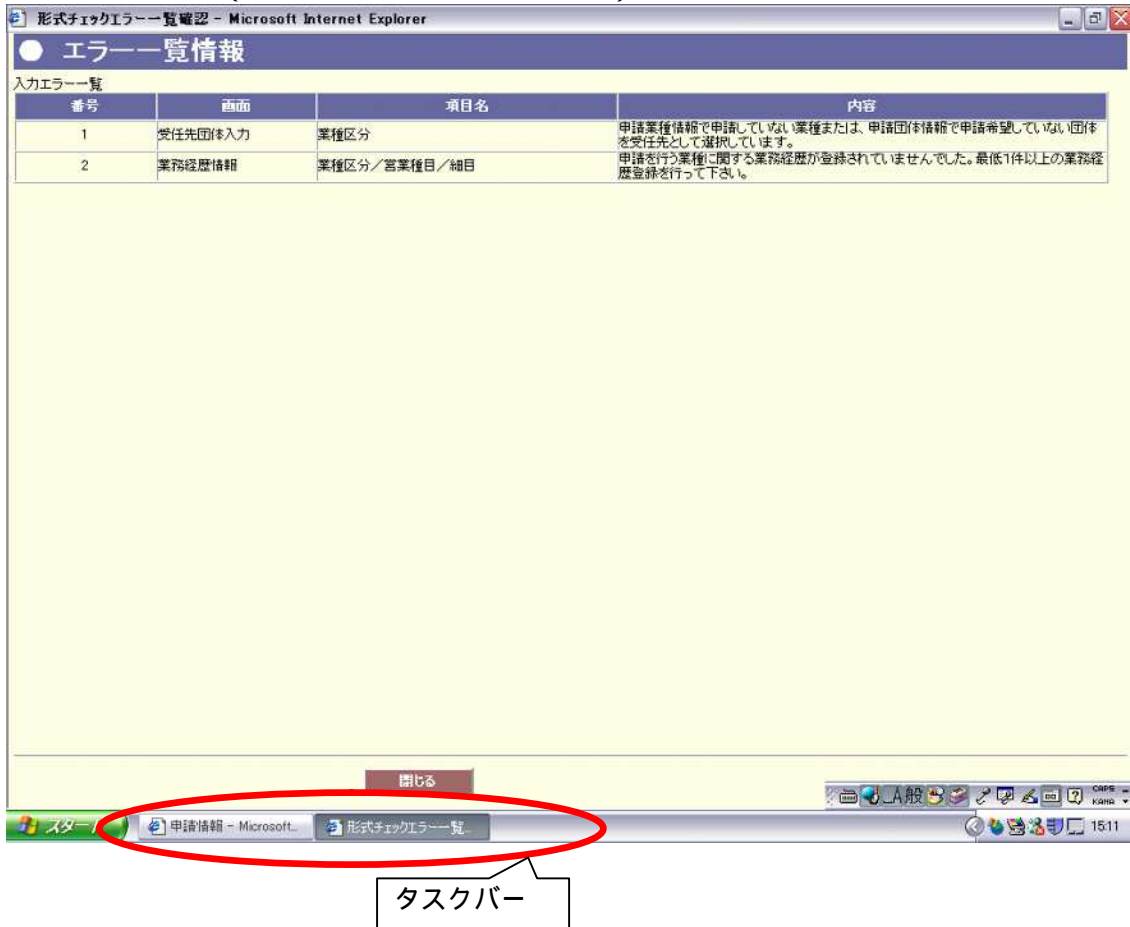 形式チェックエラー一覧確認 - Microsoft Internet Explorer
● エラー一覧情報
入力エラー一覧
番号 画面 項目名 内容
1 受任先団体入力 業種区分 申請業種情報で申請していない業種または、申請団体情報で申請希望していない団体
を受任先として選択しています。
2 業務経歴情報 業種区分／営業種目／細目 申請を行う業種に関する業務経歴が登録されていませんでした。最低1件以上の業務経
歴登録を行って下さい。
閉じる
A般 CAPS
KANA
スタート 申請情報 - Microsoft... 形式チェックエラー一覧... 15:11
タスクバー